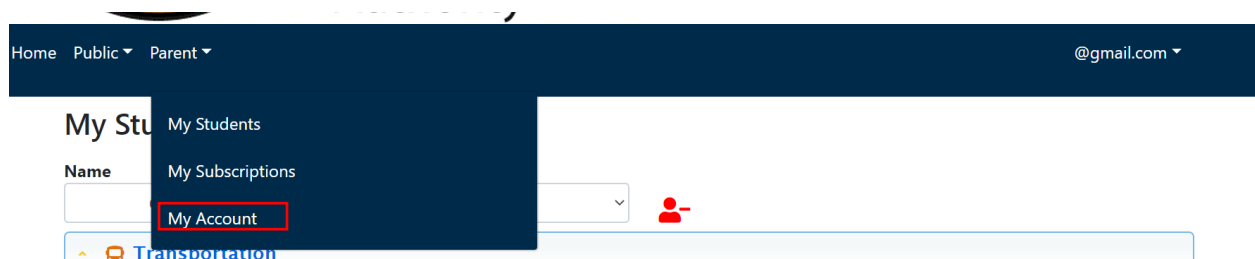 Home Public Parent @gmail.com
My Stu
My Students
Name
My Subscriptions
My Account
Transportation